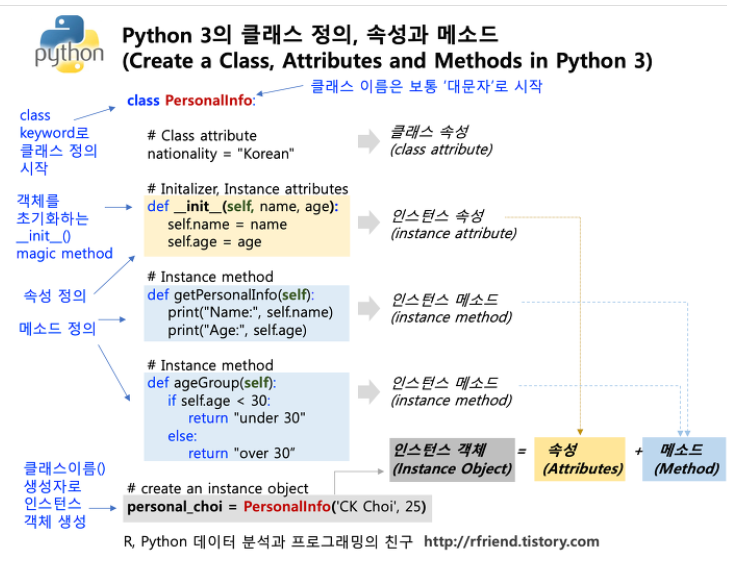 python
Python 3의 클래스 정의, 속성과 메소드
(Create a Class, Attributes and Methods in Python 3)
클래스 이름은 보통 '대문자'로 시작
class PersonalInfo:
class
keyword로
클래스 정의
시작
# Class attribute
nationality = "Korean"
클래스 속성
(class attribute)
객체를
초기화하는
__init__()
magic method
# Initalizer, Instance attributes
def __init__(self, name, age):
self.name = name
self.age = age
인스턴스 속성
(instance attribute)
속성 정의
메소드 정의
# Instance method
def getPersonalInfo(self):
print("Name:", self.name)
print("Age:", self.age)
인스턴스 메소드
(instance method)
# Instance method
def ageGroup(self):
if self.age < 30:
return "under 30"
else:
return "over 30"
인스턴스 메소드
(instance method)
인스턴스 객체
(Instance Object)
=
속성
(Attributes)
+
메소드
(Method)
클래스이름()
생성자로
인스턴스
객체 생성
# create an instance object
personal_choi = PersonalInfo('CK Choi', 25)
R, Python 데이터 분석과 프로그래밍의 친구 http://rfriend.tistory.com